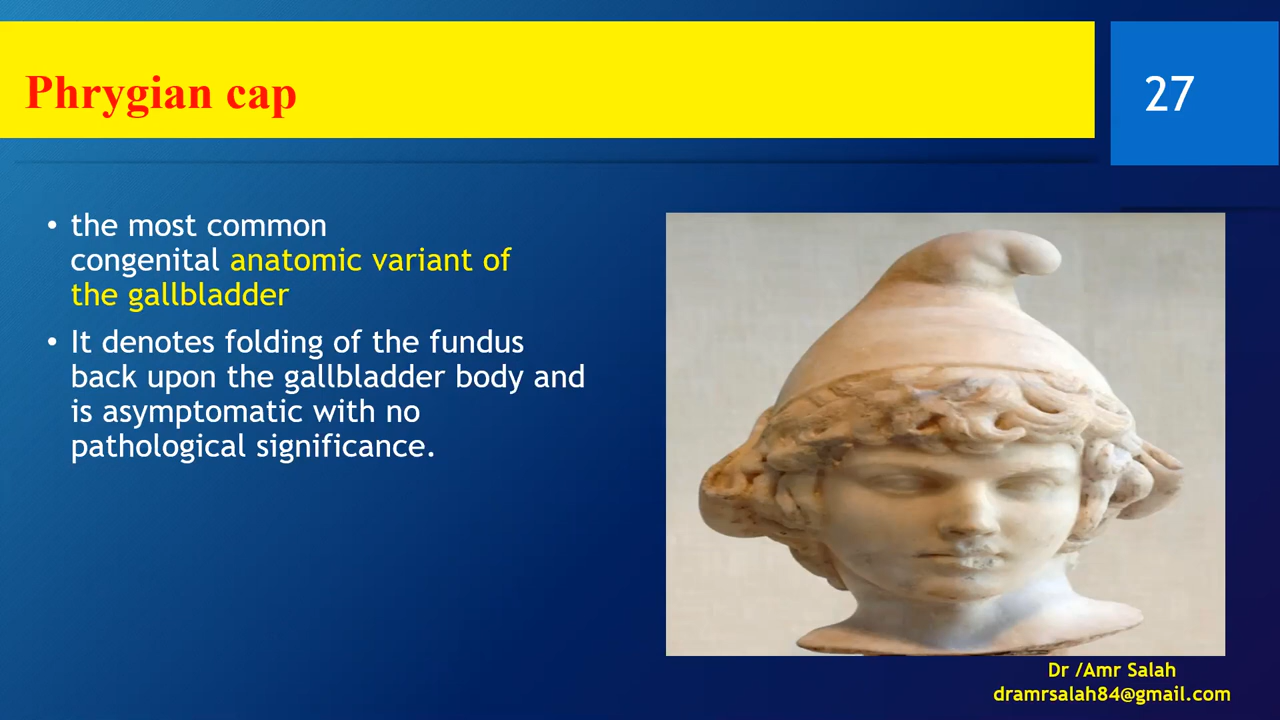 Phrygian cap
27
• the most common
congenital anatomic variant of
the gallbladder
• It denotes folding of the fundus
back upon the gallbladder body and
is asymptomatic with no
pathological significance.
Dr /Amr Salah
dramrsalah84@gmail.com